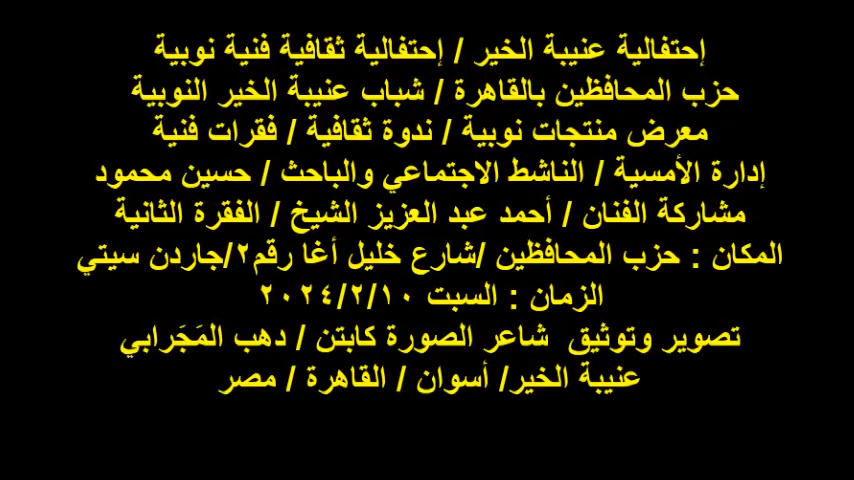 إحتفالية عنيبة الخير / إحتفالية ثقافية فنية نوبية
حزب المحافظين بالقاهرة / شباب عنيبة الخير النوبية
معرض منتجات نوبية / ندوة ثقافية / فقرات فنية
إدارة الأمسية / الناشط الاجتماعي والباحث / حسين محمود
مشاركة الفنان / أحمد عبد العزيز الشيخ / الفقرة الثانية
المكان : حزب المحافظين /شارع خليل أغا رقم٢/جاردن سيتي
الزمان : السبت ٢٠٢٤/٢/١٠
تصوير وتوثيق  شاعر الصورة كابتن / دهب المَجَرابي
عنيبة الخير/ أسوان / القاهرة / مصر